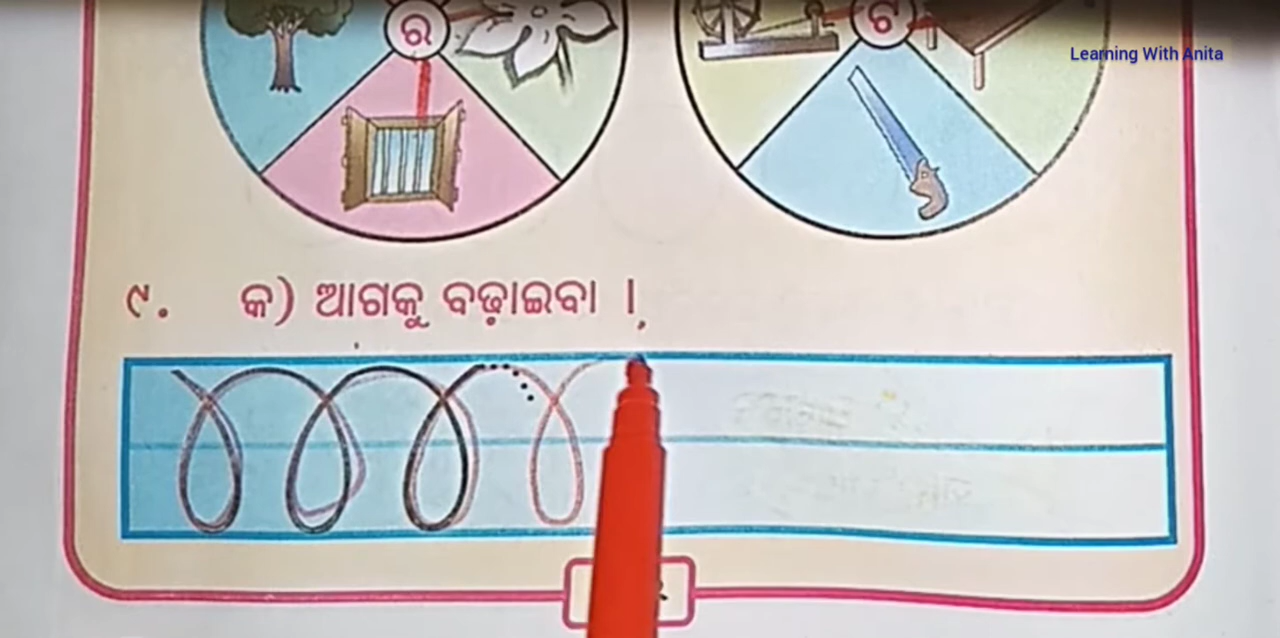 ର
ଟ
Learning With Anita
୯. କ) ଆଗକୁ ବଢ଼ାଇବା ।